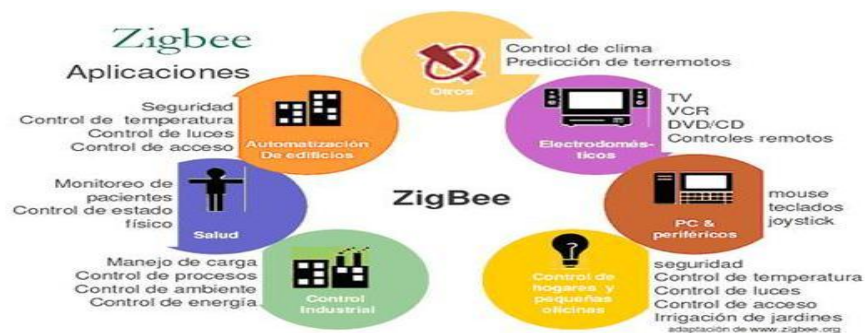 Zigbee
Aplicaciones
Otros
Control de clima
Predicción de terremotos
Seguridad
Control de temperatura
Control de luces
Control de acceso
Automatización
De edificios
Electrodomés-
ticos
TV
VCR
DVD/CD
Controles remotos
Monitoreo de
pacientes
Control de estado
físico
Salud
ZigBee
PC &
periféricos
mouse
teclados
joystick
Manejo de carga
Control de procesos
Control de ambiente
Control de energía
Control
Industrial
Control de
hogares y
pequeñas
oficinas
seguridad
Control de temperatura
Control de luces
Control de acceso
Irrigación de jardines
adaptación de www.zigbee.org